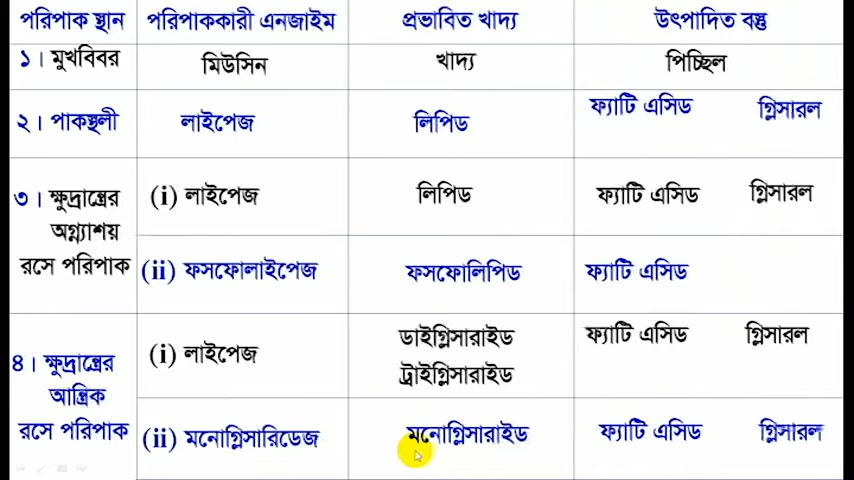 পরিপাক স্থান পরিপাককারী এনজাইম প্রভাবিত খাদ্য উৎপাদিত বস্তু
১। মুখবিবর মিউসিন খাদ্য পিচ্ছিল
২। পাকস্থলী লাইপেজ লিপিড ফ্যাটি এসিড গ্লিসারল
৩। ক্ষুদ্রান্ত্রের
অগ্ন্যাশয়
রসে পরিপাক
(i) লাইপেজ লিপিড ফ্যাটি এসিড গ্লিসারল
(ii) ফসফোলাইপেজ ফসফোলিপিড ফ্যাটি এসিড
৪। ক্ষুদ্রান্ত্রের
আন্ত্রিক
রসে পরিপাক
(i) লাইপেজ ডাইগ্লিসারাইড ফ্যাটি এসিড গ্লিসারল
ট্রাইগ্লিসারাইড
(ii) মনোগ্লিসারিডেজ মনোগ্লিসারাইড ফ্যাটি এসিড গ্লিসারল